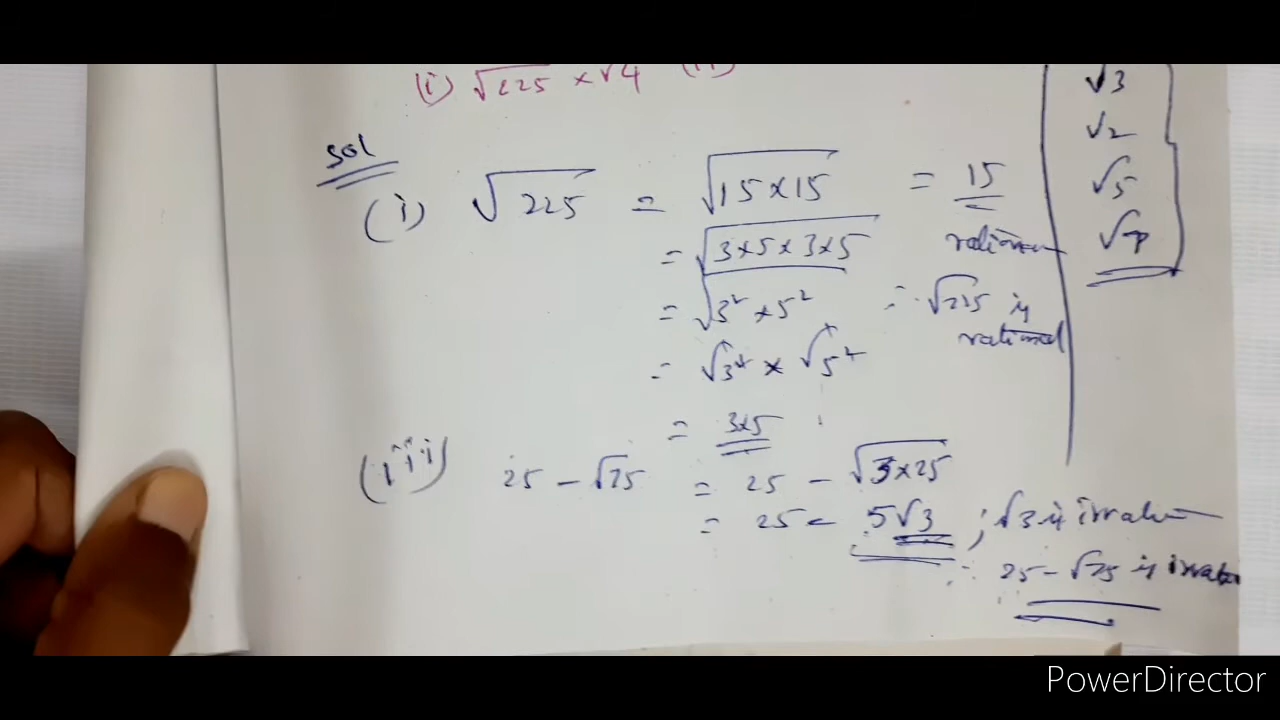 (i) √225 × √4 (ii)
sol
(i) √225 = √15×15 = 15
= √3×5×3×5
= √3² × 5² ∴ √225 is rational
= √3² × √5²
= 3×5
(iii) 25 - √75 = 25 - √3×25
= 25 - 5√3 ; √3 is
∴ 25 - √75 is
√3
√2
√5
PowerDirector